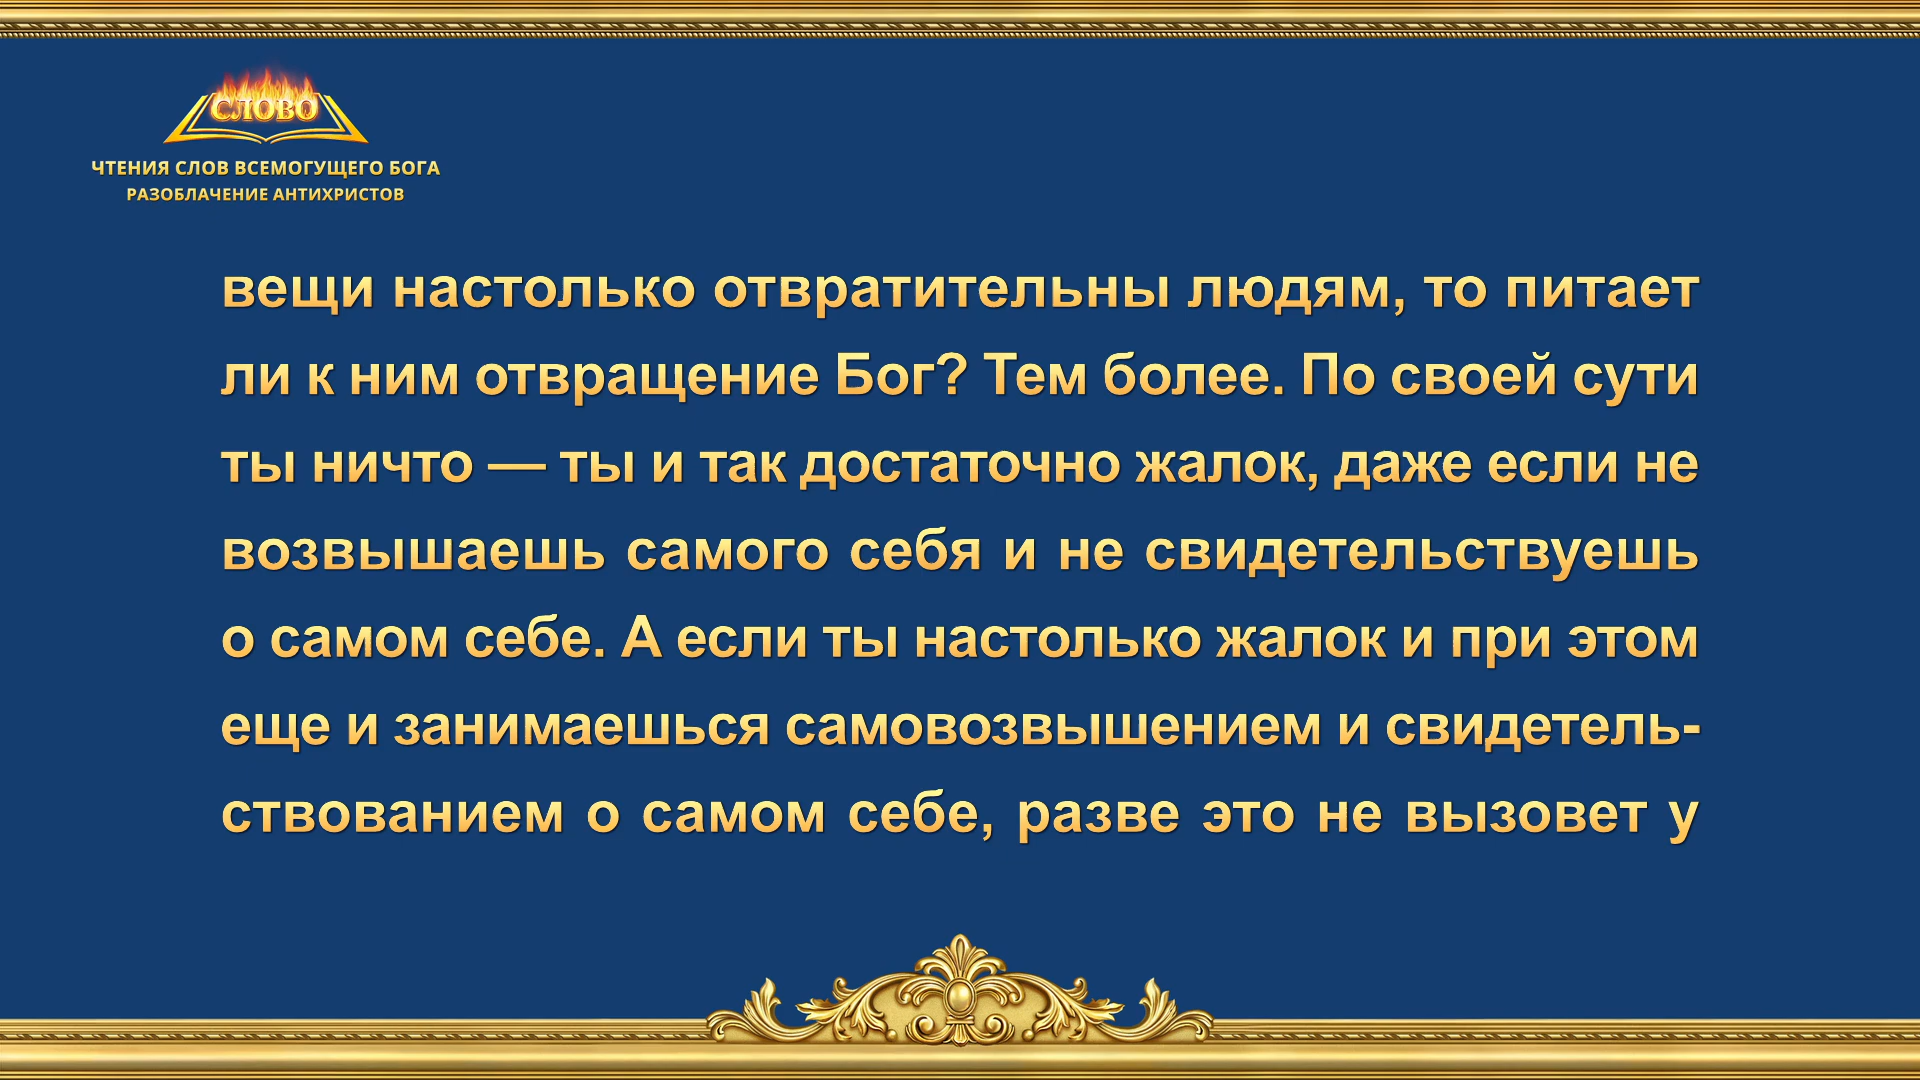 СЛОВО
ЧТЕНИЯ СЛОВ ВСЕМОГУЩЕГО БОГА
РАЗОБЛАЧЕНИЕ АНТИХРИСТОВ
вещи настолько отвратительны людям, то питает
ли к ним отвращение Бог? Тем более. По своей сути
ты ничто — ты и так достаточно жалок, даже если не
возвышаешь самого себя и не свидетельствуешь
о самом себе. А если ты настолько жалок и при этом
еще и занимаешься самовозвышением и свидетель-
ствованием о самом себе, разве это не вызовет у